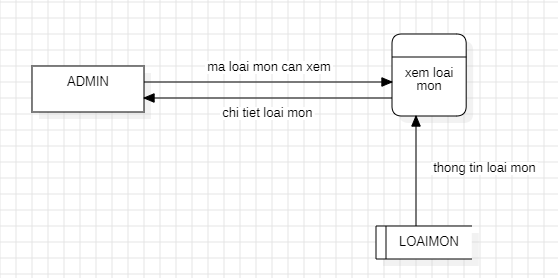 ma loai mon can xem
ADMIN
xem loai
mon
chi tiet loai mon
thong tin loai mon
LOAIMON